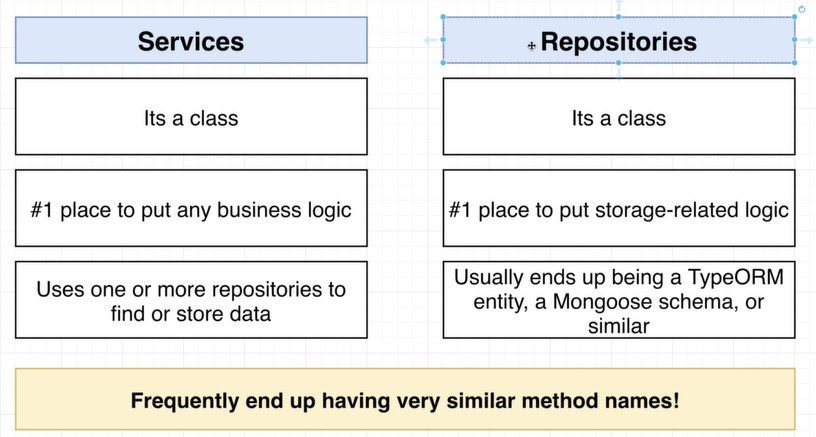 Services
Repositories
Its a class
Its a class
#1 place to put any business logic
#1 place to put storage-related logic
Uses one or more repositories to
find or store data
Usually ends up being a TypeORM
entity, a Mongoose schema, or
similar
Frequently end up having very similar method names!